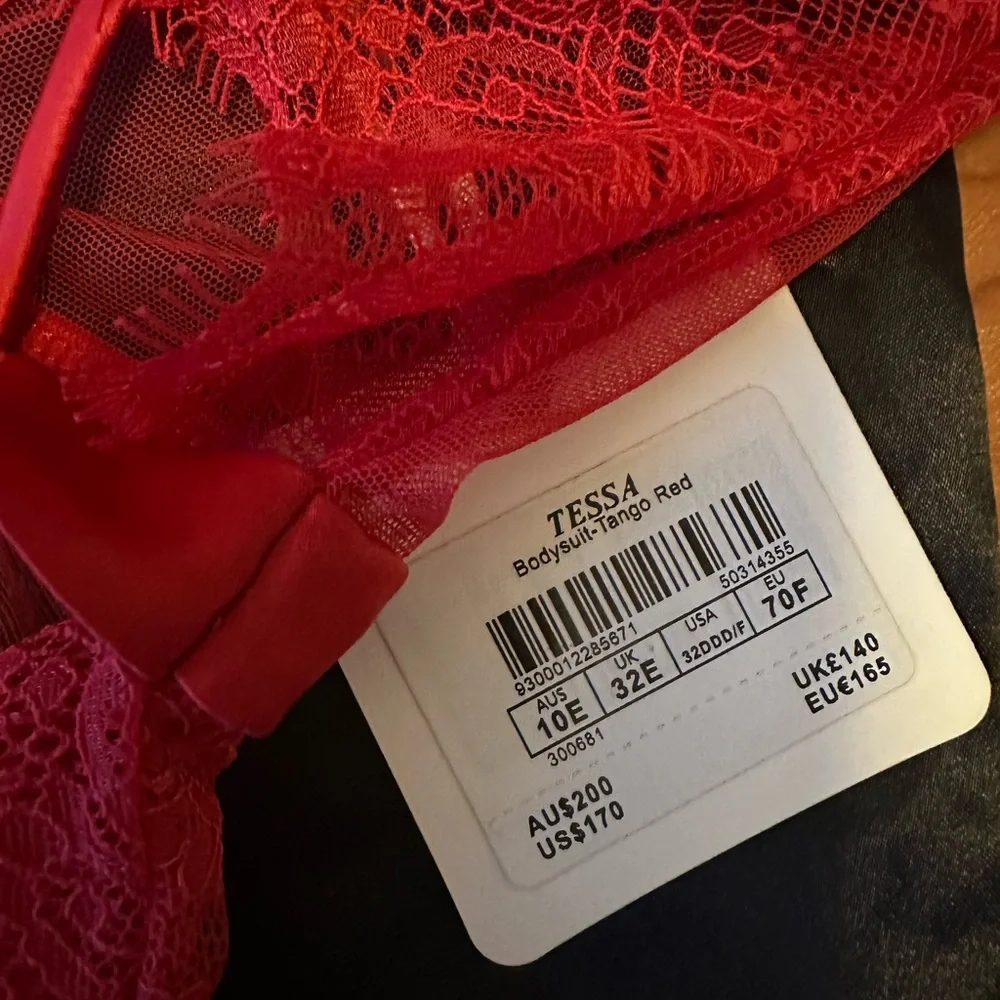 TESSA
Bodysuit-Tango Red
50314355
9300012285671
AUS UK USA EU
10E 32E 32DDD/F 70F
300681
UK£140
EU€165
AU$200
US$170